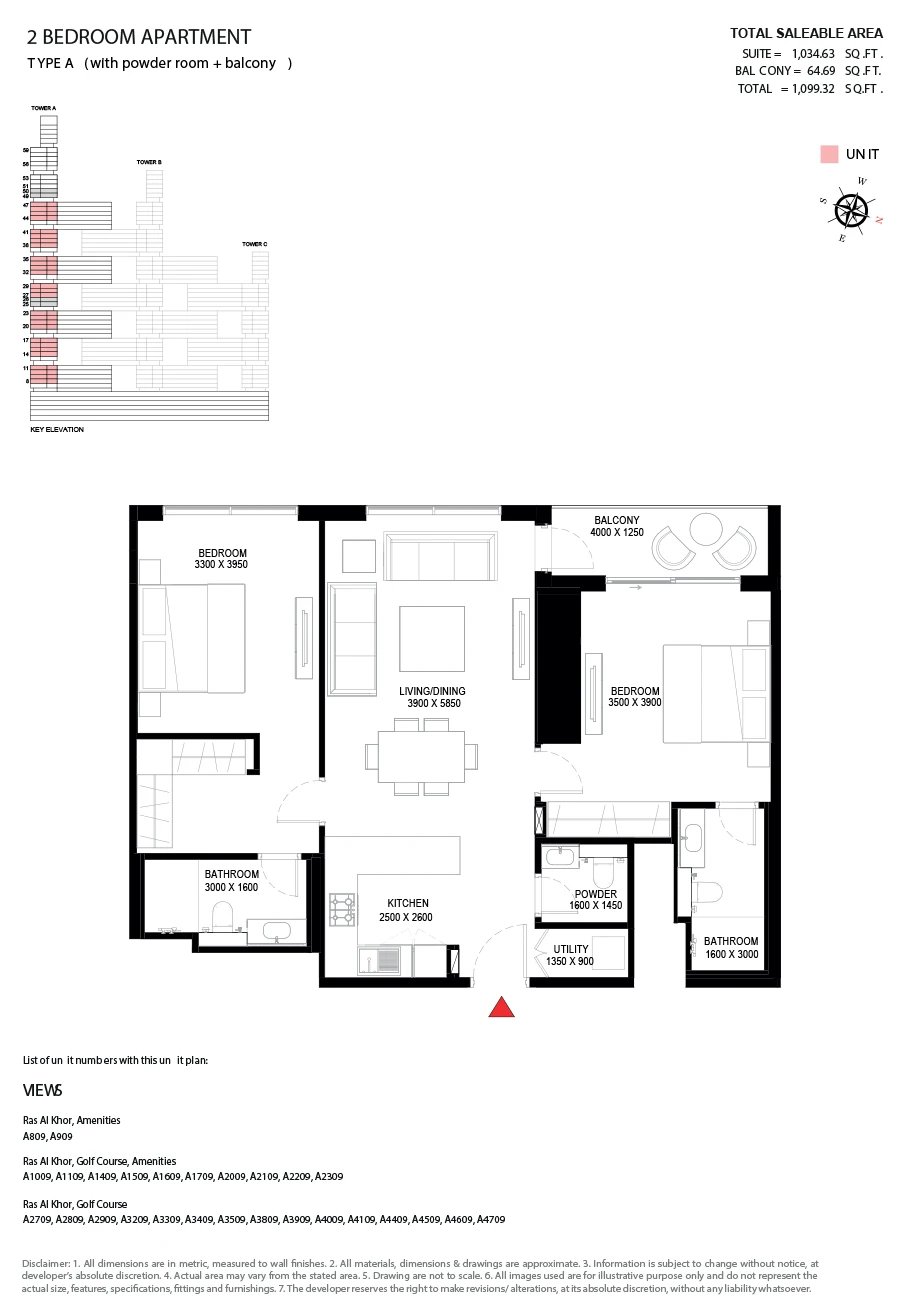 2 BEDROOM APARTMENT
TYPE A (with powder room + balcony )
TOTAL SALEABLE AREA
SUITE = 1,034.63 SQ.FT.
BALCONY = 64.69 SQ.FT.
TOTAL = 1,099.32 SQ.FT.
UNIT
W
S
N
E
TOWER A
TOWER B
TOWER C
59
56
53
51
50
49
47
44
41
38
35
32
29
27
26
25
23
20
17
14
11
8
KEY ELEVATION
BALCONY
4000 X 1250
BEDROOM
3300 X 3950
LIVING/DINING
3900 X 5850
BEDROOM
3500 X 3900
BATHROOM
3000 X 1600
KITCHEN
2500 X 2600
POWDER
1600 X 1450
UTILITY
1350 X 900
BATHROOM
1600 X 3000
List of unit numbers with this unit plan:
VIEWS
Ras Al Khor, Amenities
A809, A909
Ras Al Khor, Golf Course, Amenities
A1009, A1109, A1409, A1509, A1609, A1709, A2009, A2109, A2209, A2309
Ras Al Khor, Golf Course
A2709, A2809, A2909, A3209, A3309, A3409, A3509, A3809, A3909, A4009, A4109, A4409, A4509, A4609, A4709
Disclaimer: 1. All dimensions are in metric, measured to wall finishes. 2. All materials, dimensions & drawings are approximate. 3. Information is subject to change without notice, at
developer's absolute discretion. 4. Actual area may vary from the stated area. 5. Drawing are not to scale. 6. All images used are for illustrative purpose only and do not represent the
actual size, features, specifications, fittings and furnishings. 7. The developer reserves the right to make revisions/ alterations, at its absolute discretion, without any liability whatsoever.